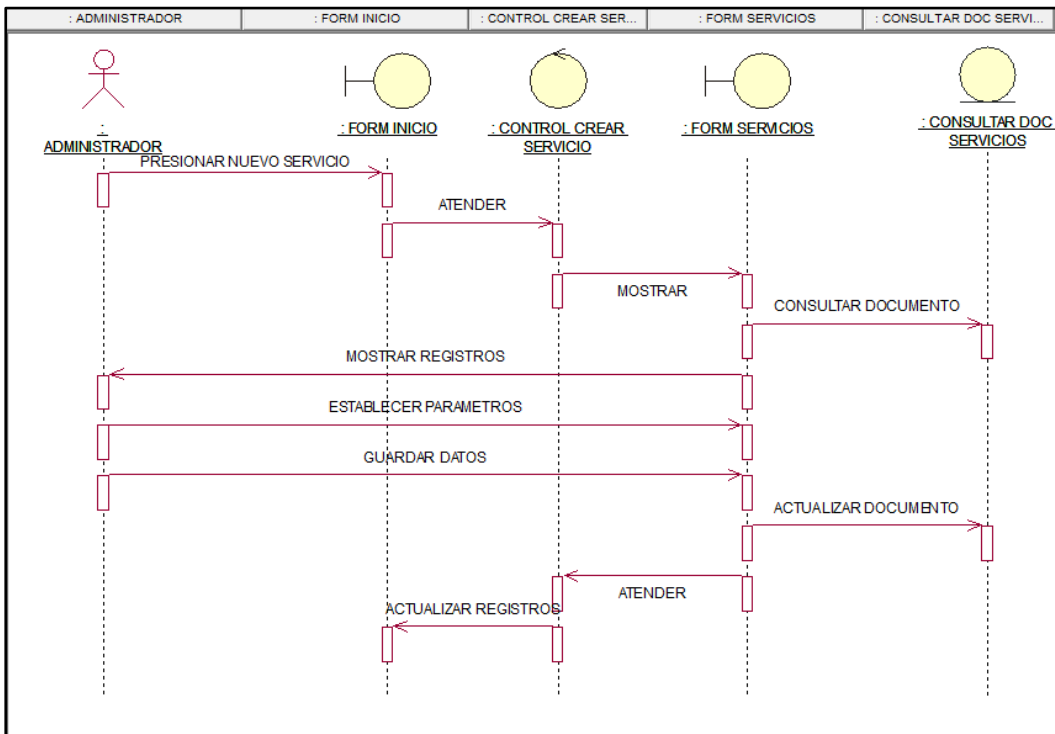 : ADMINISTRADOR
: FORM INICIO
: CONTROL CREAR SER...
: FORM SERVICIOS
: CONSULTAR DOC SERVI...
:
ADMINISTRADOR
: FORM INICIO
: CONTROL CREAR
SERVICIO
: FORM SERVICIOS
: CONSULTAR DOC
SERVICIOS
PRESIONAR NUEVO SERVICIO
ATENDER
MOSTRAR
CONSULTAR DOCUMENTO
MOSTRAR REGISTROS
ESTABLECER PARAMETROS
GUARDAR DATOS
ACTUALIZAR DOCUMENTO
ATENDER
ACTUALIZAR REGISTROS